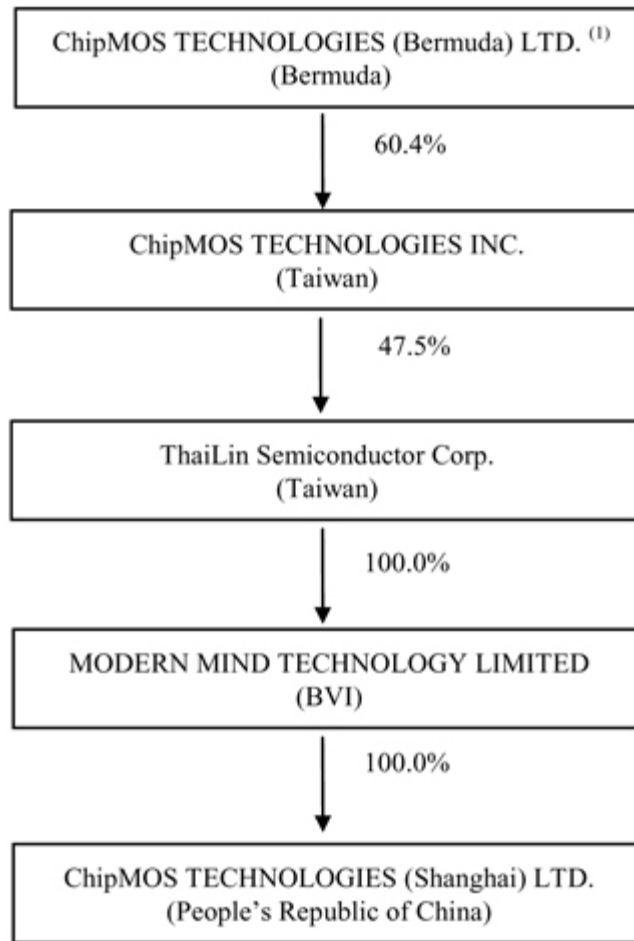 ChipMOS TECHNOLOGIES (Bermuda) LTD. (1)
(Bermuda)
60.4%
ChipMOS TECHNOLOGIES INC.
(Taiwan)
47.5%
ThaiLin Semiconductor Corp.
(Taiwan)
100.0%
MODERN MIND TECHNOLOGY LIMITED
(BVI)
100.0%
ChipMOS TECHNOLOGIES (Shanghai) LTD.
(People’s Republic of China)